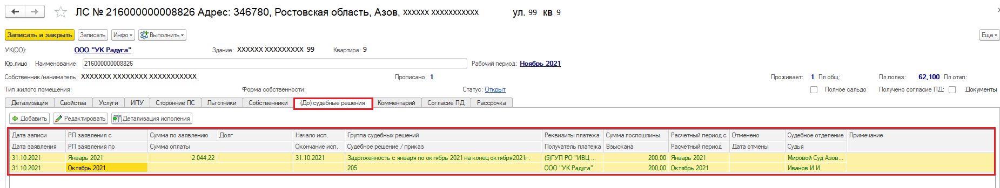 ЛС № 216000000008826 Адрес: 346780, Ростовская область, Азов, XXXXXX XXXXXXXXXXX ул. 99 кв 9
Записать и закрыть Записать Инфо Выполнить Еще
УК(ОО): ООО "УК Радуга" Здание: XXXXXX XXXXXXXXX 99 Квартира: 9
Юр.лицо Наименование: 216000000008826 Рабочий период: Ноябрь 2021
Собственник/наниматель: XXXXXXX XXXXXXXX XXXXXXXXXXX Прописано: 1 Проживает: 1 Пл.общ: Пл.полез: 62,100 Пл.отап:
Тип жилого помещения: Форма собственности: Статус: Открыт Полное сальдо Получено согласие ПД: Документы
Детализация Свойства Услуги ИПУ Сторонние ЛС Льготники Собственники (До) судебные решения Комментарий Согласие ПД Рассрочка
Добавить Редактировать Детализация исполения
Дата записи РП заявления с Сумма по заявлению Долг Начало исп. Группа судебных решений Реквизиты платежа Сумма госпошлины Расчетный период с Отменено Судебное отделение Примечание
Дата заявления РП заявления по Сумма оплаты Окончание исп. Судебное решение / приказ Получатель платежа Взыскана Расчетный период Дата отмены Судья
31.10.2021 Январь 2021 2 044,22 31.10.2021 Задолженность с января по октябрь 2021 на конец октября2021г. (5)ГУП РО "ИВЦ ... 200,00 Январь 2021 Мировой Суд Азов...
31.10.2021 Октябрь 2021 205 ООО "УК Радуга" 200,00 Октябрь 2021 Иванов И.И.